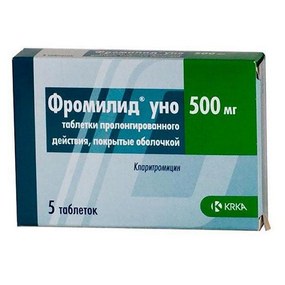 Фромилид® уно 500 мг
таблетки пролонгированного
действия, покрытые оболочкой
Кларитромицин
5 таблеток
KRKA